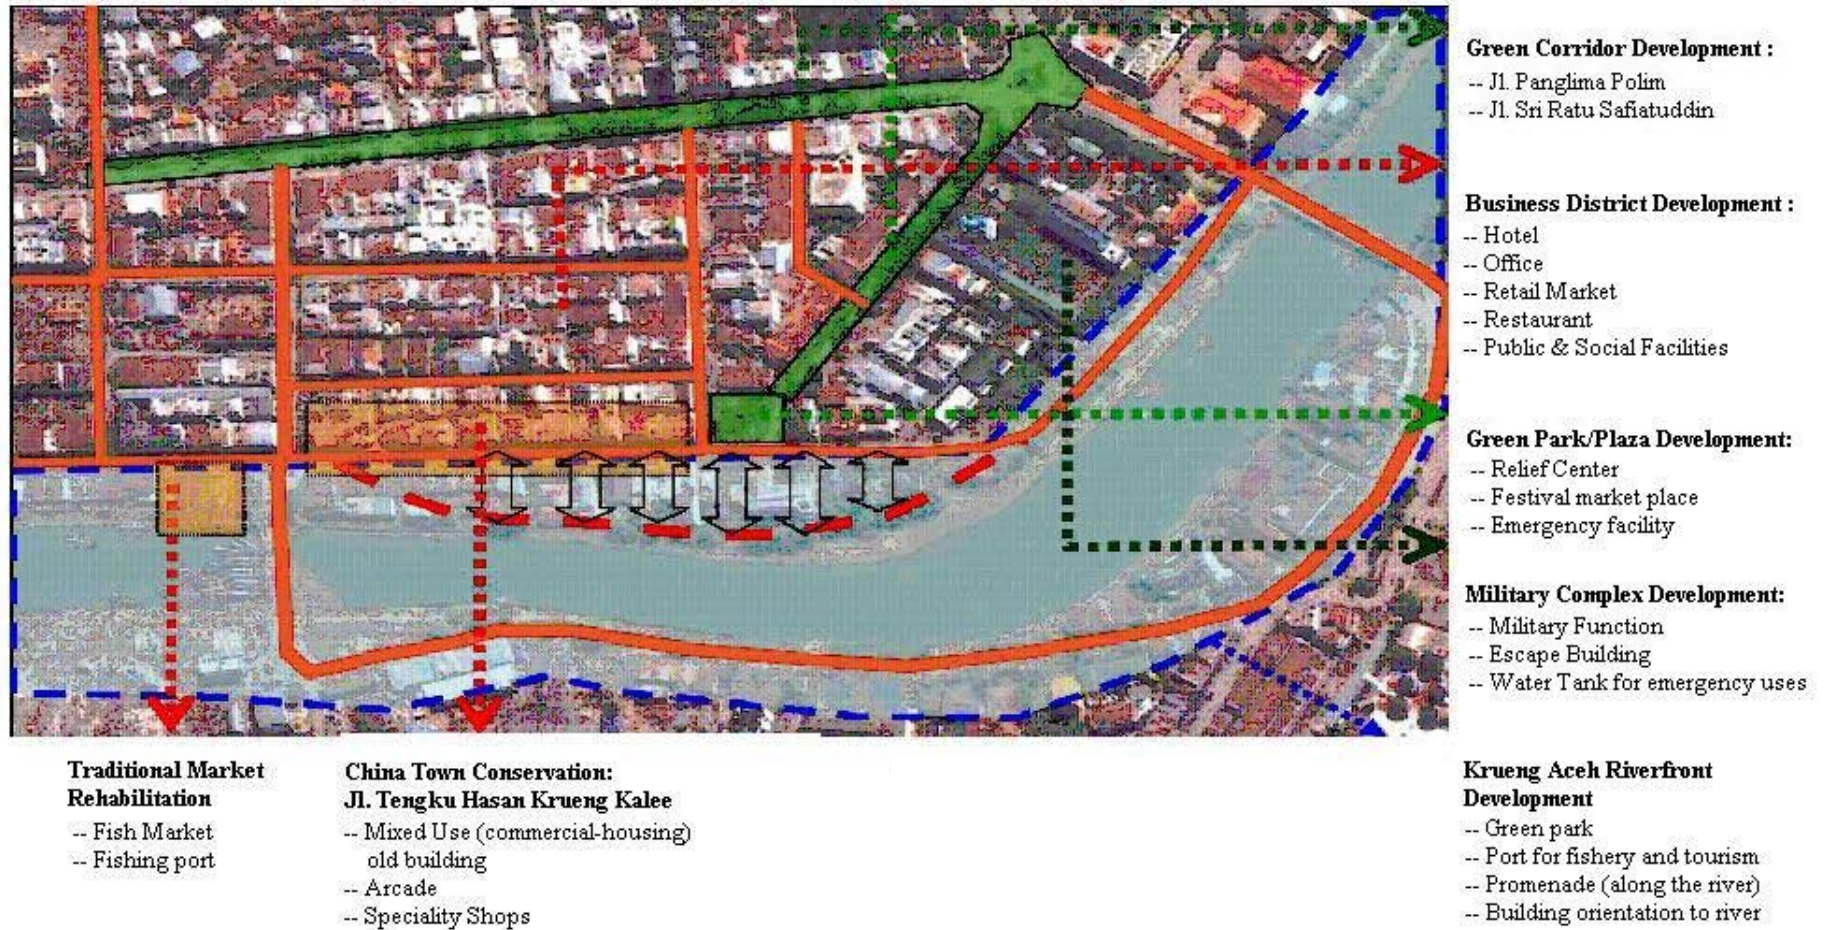 Green Corridor Development :
-- Jl. Panglima Polim
-- Jl. Sri Ratu Safiatuddin
Business District Development :
-- Hotel
-- Office
-- Retail Market
-- Restaurant
-- Public & Social Facilities
Green Park/Plaza Development:
-- Relief Center
-- Festival market place
-- Emergency facility
Military Complex Development:
-- Military Function
-- Escape Building
-- Water Tank for emergency uses
Traditional Market
Rehabilitation
-- Fish Market
-- Fishing port
China Town Conservation:
Jl. Tengku Hasan Krueng Kalee
-- Mixed Use (commercial-housing)
old building
-- Arcade
-- Speciality Shops
Krueng Aceh Riverfront
Development
-- Green park
-- Port for fishery and tourism
-- Promenade (along the river)
-- Building orientation to river